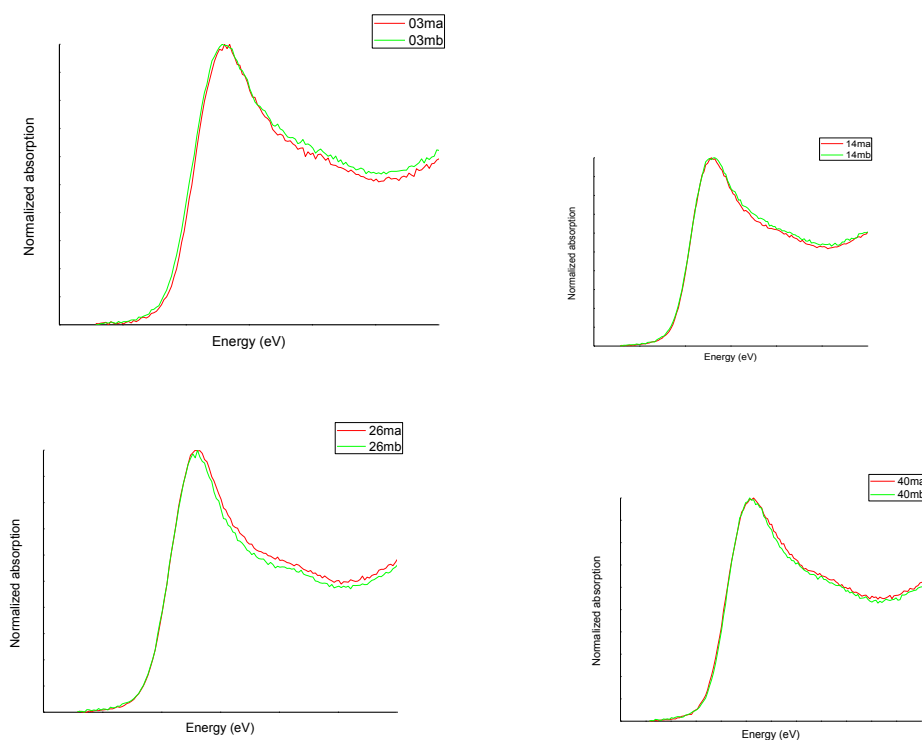 03ma
03mb
Normalized absorption
Energy (eV)
14ma
14mb
Normalized absorption
Energy (eV)
26ma
26mb
Normalized absorption
Energy (eV)
40ma
40mb
Normalized absorption
Energy (eV)